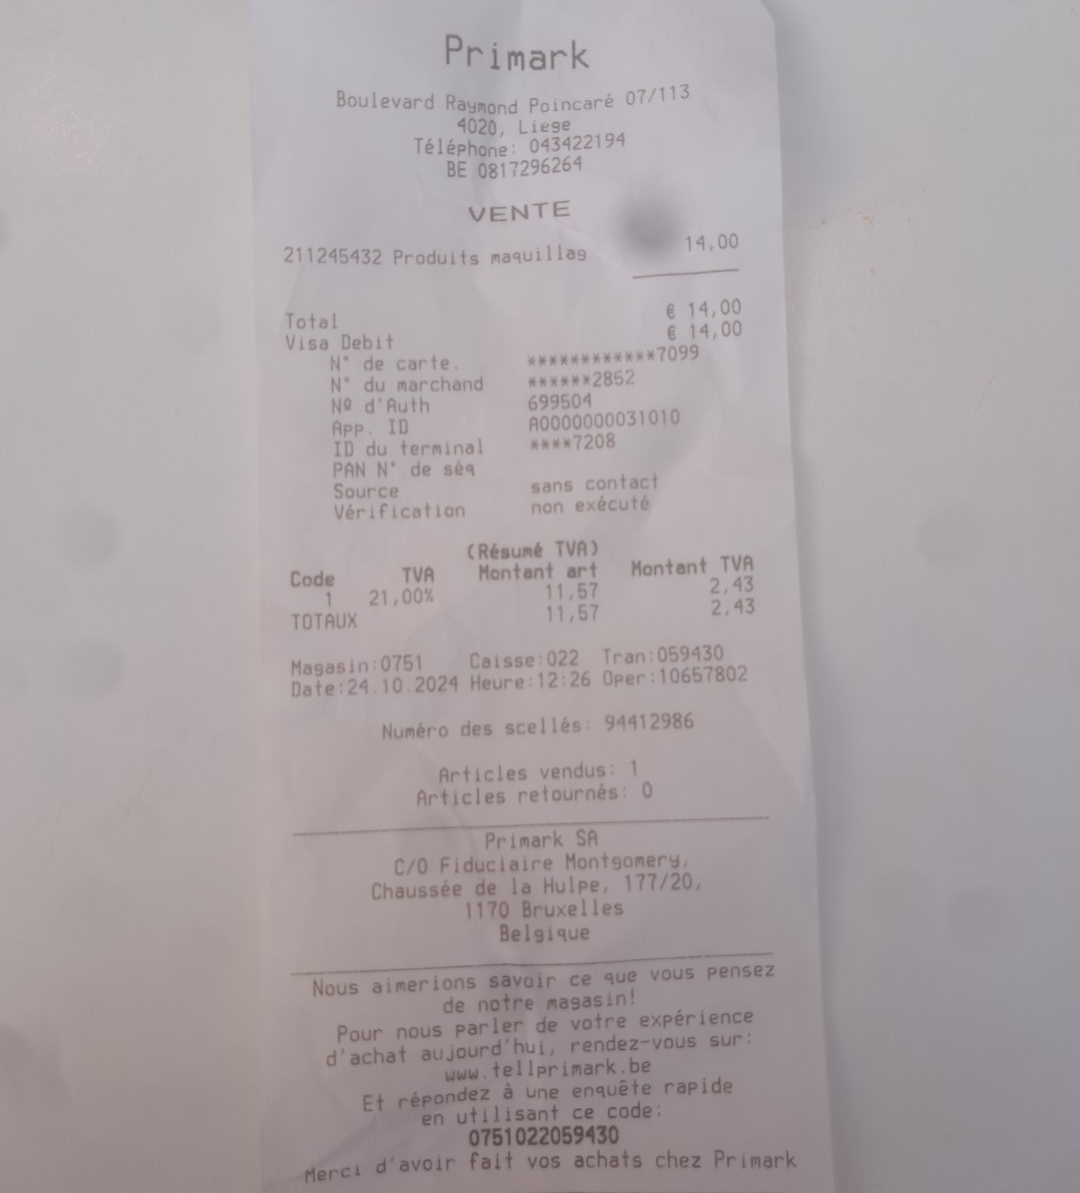 Primark
Boulevard Raymond Poincaré 07/113
4020, Liege
Téléphone: 043422194
BE 0817296264
VENTE
211245432 Produits maquillag 14,00
Total € 14,00
Visa Debit € 14,00
N° de carte. ************7099
N° du marchand ******2852
Nº d'Auth 699504
App. ID A0000000031010
ID du terminal ****7208
PAN N° de séq
Source sans contact
Vérification non exécuté
(Résumé TVA)
Code TVA Montant art Montant TVA
1 21,00% 11,57 2,43
TOTAUX 11,57 2,43
Magasin:0751 Caisse:022 Tran:059430
Date:24.10.2024 Heure:12:26 Oper:10657802
Numéro des scellés: 94412986
Articles vendus: 1
Articles retournés: 0
Primark SA
C/O Fiduciaire Montgomery,
Chaussée de la Hulpe, 177/20,
1170 Bruxelles
Belgique
Nous aimerions savoir ce que vous pensez
de notre magasin!
Pour nous parler de votre expérience
d'achat aujourd'hui, rendez-vous sur:
www.tellprimark.be
Et répondez à une enquête rapide
en utilisant ce code:
0751022059430
Merci d'avoir fait vos achats chez Primark